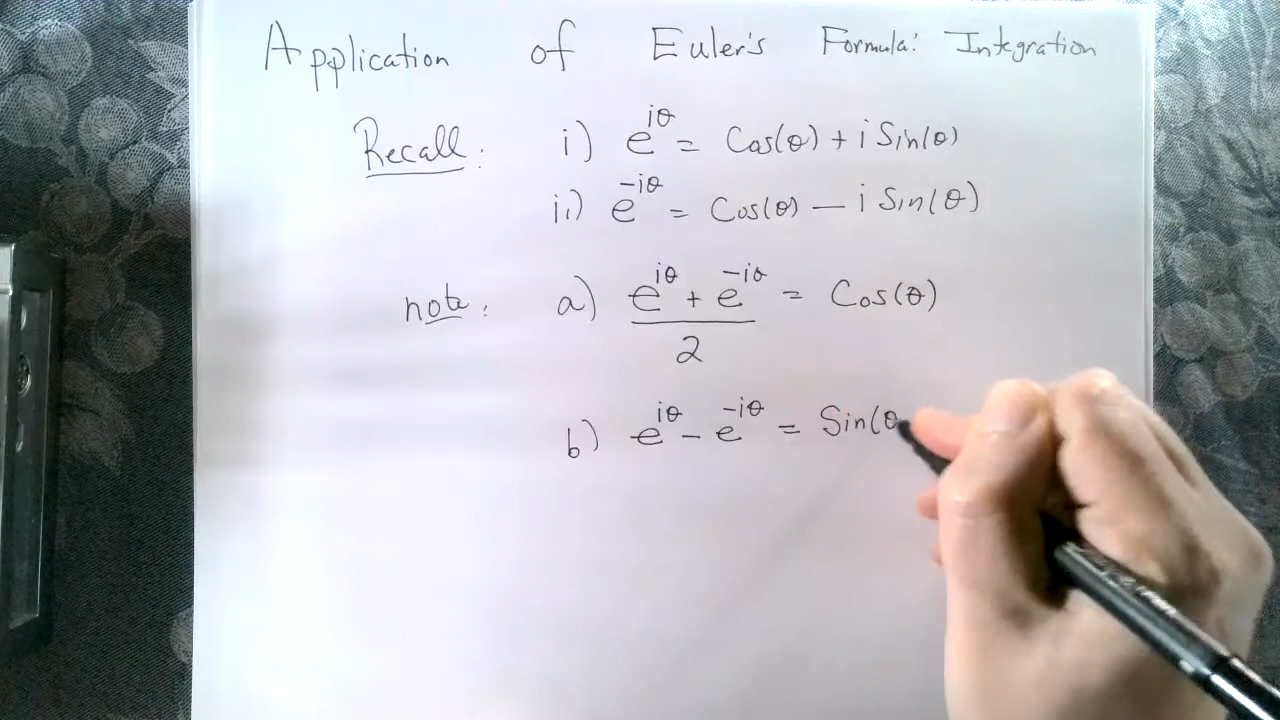 Application of Euler's Formula: Integration
Recall: i) e^{iθ} = Cos(θ) + i Sin(θ)
ii) e^{-iθ} = Cos(θ) — i Sin(θ)
note: a) \frac{e^{iθ} + e^{-iθ}}{2} = Cos(θ)
b) e^{iθ} - e^{-iθ} = Sin(θ